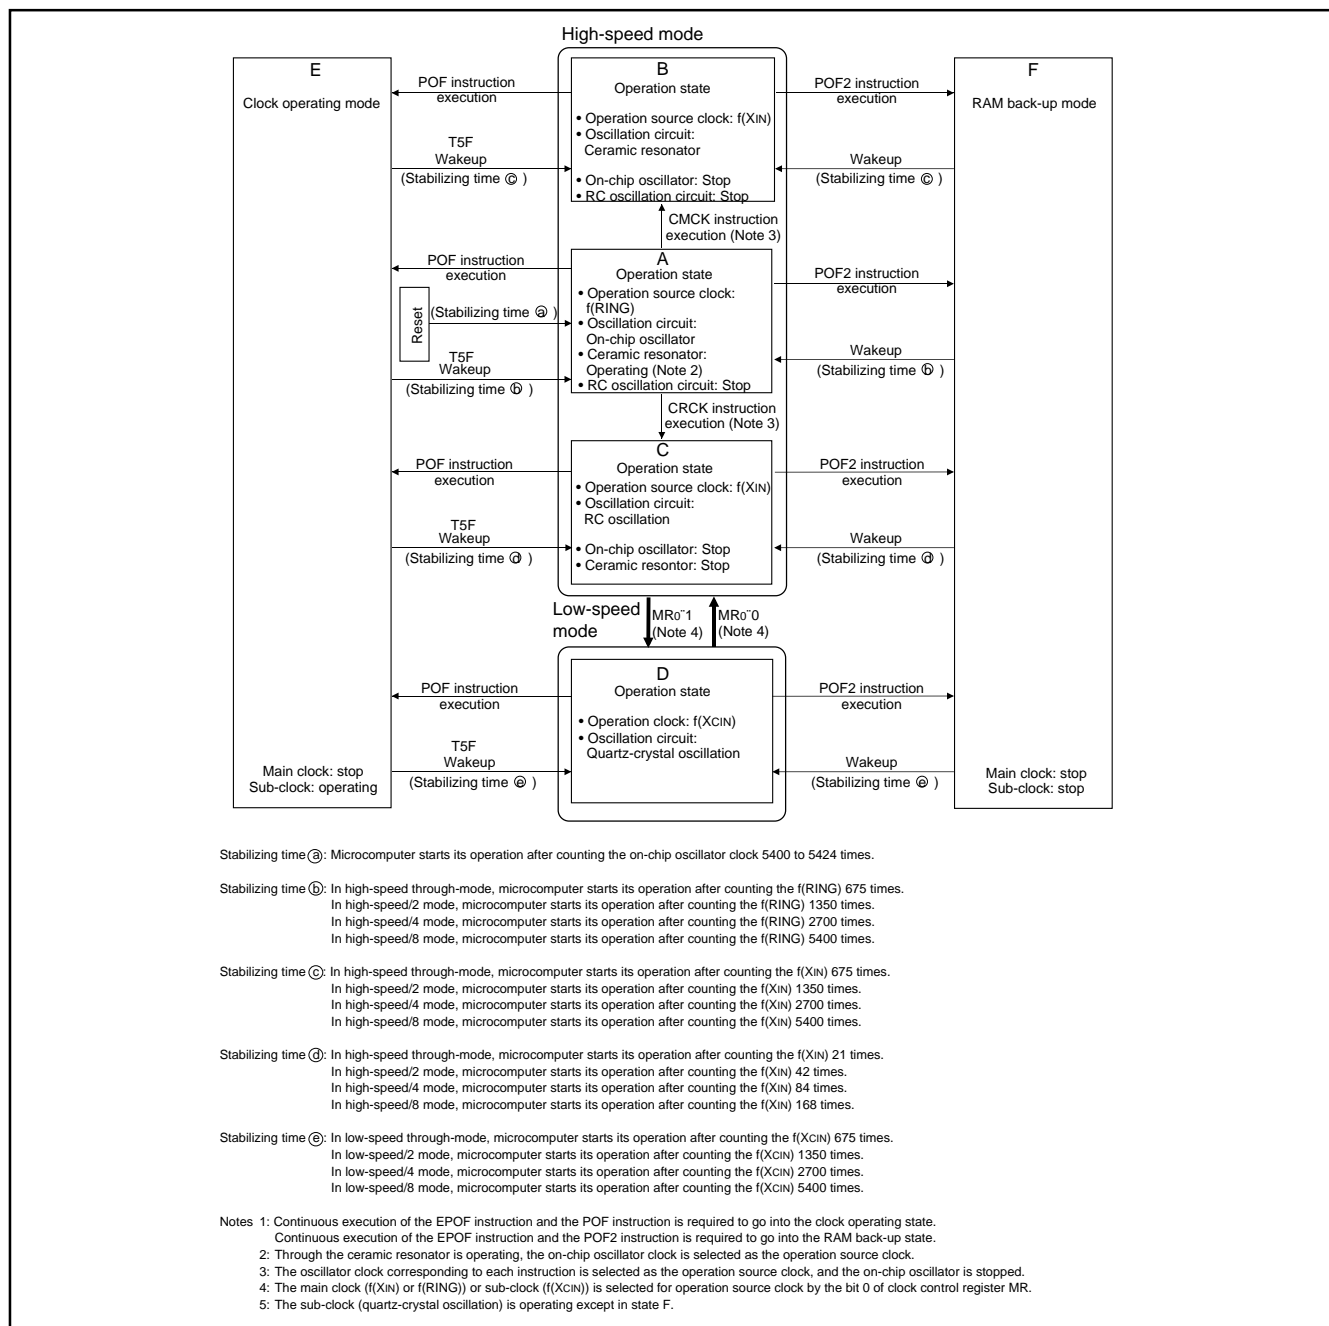 High-speed mode
E
Clock operating mode
POF instruction
execution
B
Operation state
• Operation source clock: f(XIN)
• Oscillation circuit:
Ceramic resonator
• On-chip oscillator: Stop
• RC oscillation circuit: Stop
POF2 instruction
execution
F
RAM back-up mode
T5F
Wakeup
(Stabilizing time ⓒ )
Wakeup
(Stabilizing time ⓒ )
CMCK instruction
execution (Note 3)
POF instruction
execution
A
Operation state
• Operation source clock:
f(RING)
• Oscillation circuit:
On-chip oscillator
• Ceramic resonator:
Operating (Note 2)
• RC oscillation circuit: Stop
POF2 instruction
execution
Reset
(Stabilizing time ⓐ )
T5F
Wakeup
(Stabilizing time ⓑ )
Wakeup
(Stabilizing time ⓑ )
CRCK instruction
execution (Note 3)
POF instruction
execution
C
Operation state
• Operation source clock: f(XIN)
• Oscillation circuit:
RC oscillation
• On-chip oscillator: Stop
• Ceramic resontor: Stop
POF2 instruction
execution
T5F
Wakeup
(Stabilizing time ⓓ )
Wakeup
(Stabilizing time ⓓ )
Low-speed
mode
MR0¨1
(Note 4)
MR0¨0
(Note 4)
POF instruction
execution
D
Operation state
• Operation clock: f(XCIN)
• Oscillation circuit:
Quartz-crystal oscillation
POF2 instruction
execution
T5F
Wakeup
(Stabilizing time ⓔ )
Wakeup
(Stabilizing time ⓔ )
Main clock: stop
Sub-clock: operating
Main clock: stop
Sub-clock: stop
Stabilizing time ⓐ: Microcomputer starts its operation after counting the on-chip oscillator clock 5400 to 5424 times.
Stabilizing time ⓑ: In high-speed through-mode, microcomputer starts its operation after counting the f(RING) 675 times.
In high-speed/2 mode, microcomputer starts its operation after counting the f(RING) 1350 times.
In high-speed/4 mode, microcomputer starts its operation after counting the f(RING) 2700 times.
In high-speed/8 mode, microcomputer starts its operation after counting the f(RING) 5400 times.
Stabilizing time ⓒ: In high-speed through-mode, microcomputer starts its operation after counting the f(XIN) 675 times.
In high-speed/2 mode, microcomputer starts its operation after counting the f(XIN) 1350 times.
In high-speed/4 mode, microcomputer starts its operation after counting the f(XIN) 2700 times.
In high-speed/8 mode, microcomputer starts its operation after counting the f(XIN) 5400 times.
Stabilizing time ⓓ: In high-speed through-mode, microcomputer starts its operation after counting the f(XIN) 21 times.
In high-speed/2 mode, microcomputer starts its operation after counting the f(XIN) 42 times.
In high-speed/4 mode, microcomputer starts its operation after counting the f(XIN) 84 times.
In high-speed/8 mode, microcomputer starts its operation after counting the f(XIN) 168 times.
Stabilizing time ⓔ: In low-speed through-mode, microcomputer starts its operation after counting the f(XCIN) 675 times.
In low-speed/2 mode, microcomputer starts its operation after counting the f(XCIN) 1350 times.
In low-speed/4 mode, microcomputer starts its operation after counting the f(XCIN) 2700 times.
In low-speed/8 mode, microcomputer starts its operation after counting the f(XCIN) 5400 times.
Notes 1: Continuous execution of the EPOF instruction and the POF instruction is required to go into the clock operating state.
Continuous execution of the EPOF instruction and the POF2 instruction is required to go into the RAM back-up state.
2: Through the ceramic resonator is operating, the on-chip oscillator clock is selected as the operation source clock.
3: The oscillator clock corresponding to each instruction is selected as the operation source clock, and the on-chip oscillator is stopped.
4: The main clock (f(XIN) or f(RING)) or sub-clock (f(XCIN)) is selected for operation source clock by the bit 0 of clock control register MR.
5: The sub-clock (quartz-crystal oscillation) is operating except in state F.